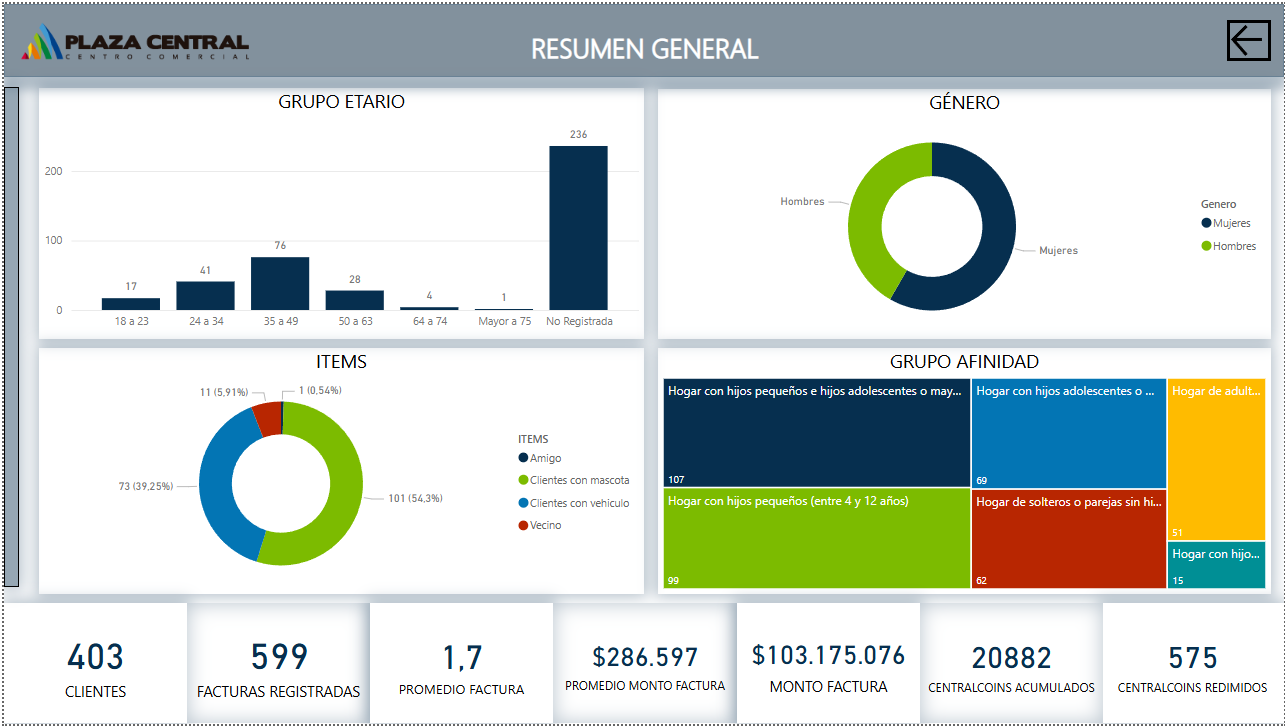 PLAZA CENTRAL
CENTRO COMERCIAL
RESUMEN GENERAL
GRUPO ETARIO
200
100
0
17
41
76
28
4
1
236
18 a 23
24 a 34
35 a 49
50 a 63
64 a 74
Mayor a 75
No Registrada
GÉNERO
Hombres
Mujeres
Genero
Mujeres
Hombres
ITEMS
11 (5,91%)
1 (0,54%)
73 (39,25%)
101 (54,3%)
ITEMS
Amigo
Clientes con mascota
Clientes con vehiculo
Vecino
GRUPO AFINIDAD
Hogar con hijos pequeños e hijos adolescentes o may...
107
Hogar con hijos pequeños (entre 4 y 12 años)
99
Hogar con hijos adolescentes o ...
69
Hogar de solteros o parejas sin hi...
62
Hogar de adult...
51
Hogar con hijo...
15
403
CLIENTES
599
FACTURAS REGISTRADAS
1,7
PROMEDIO FACTURA
$286.597
PROMEDIO MONTO FACTURA
$103.175.076
MONTO FACTURA
20882
CENTRALCOINS ACUMULADOS
575
CENTRALCOINS REDIMIDOS